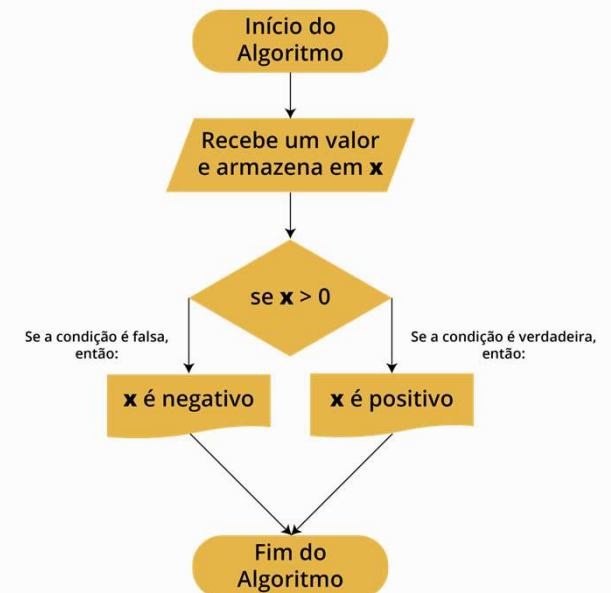 Início do
Algoritmo
Recebe um valor
e armazena em x
se x > 0
Se a condição é falsa,
então:
Se a condição é verdadeira,
então:
x é negativo
x é positivo
Fim do
Algoritmo